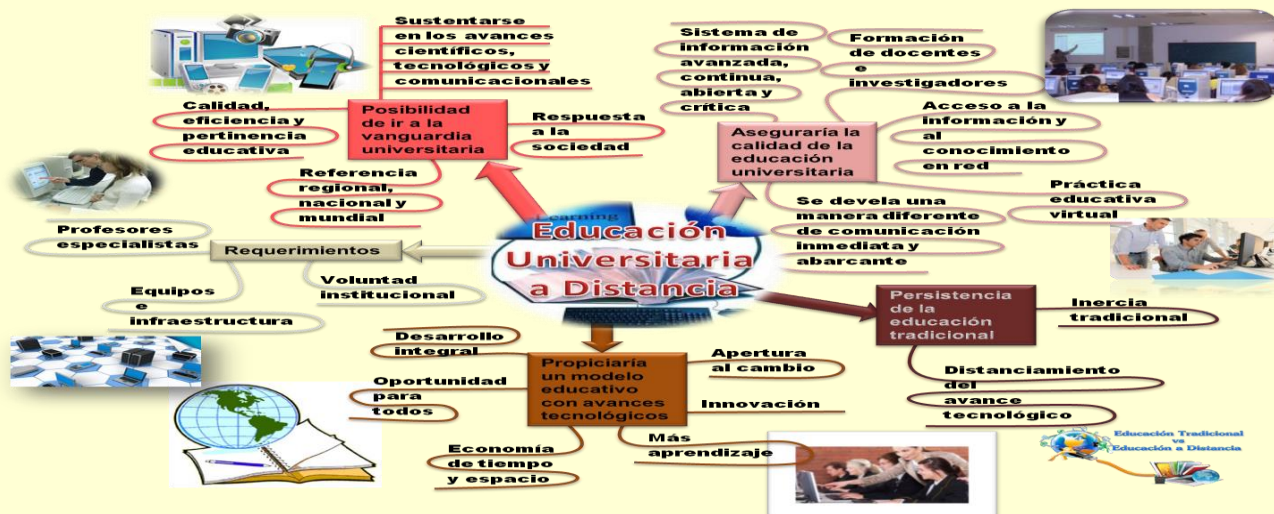 Sustentarse
en los avances
científicos,
tecnológicos y
comunicacionales
Calidad,
eficiencia y
pertinencia
educativa
Posibilidad
de ir a la
vanguardia
universitaria
Respuesta
a la
sociedad
Referencia
regional,
nacional y
mundial
Sistema de
información
avanzada,
continua,
abierta y
crítica
Formación
de docentes
e
investigadores
Aseguraría la
calidad de la
educación
universitaria
Acceso a la
información y
al
conocimiento
en red
Práctica
educativa
virtual
Se devela una
manera diferente
de comunicación
inmediata y
abarcante
Profesores
especialistas
Requerimientos
Equipos
e
infraestructura
Voluntad
institucional
Learning
Educación
Universitaria
a Distancia
Persistencia
de la
educación
tradicional
Inercia
tradicional
Distanciamiento
del
avance
tecnológico
Desarrollo
integral
Propiciaría
un modelo
educativo
con avances
tecnológicos
Apertura
al cambio
Oportunidad
para
todos
Innovación
Economía
de tiempo
y espacio
Más
aprendizaje
Educación Tradicional
vs
Educación a Distancia